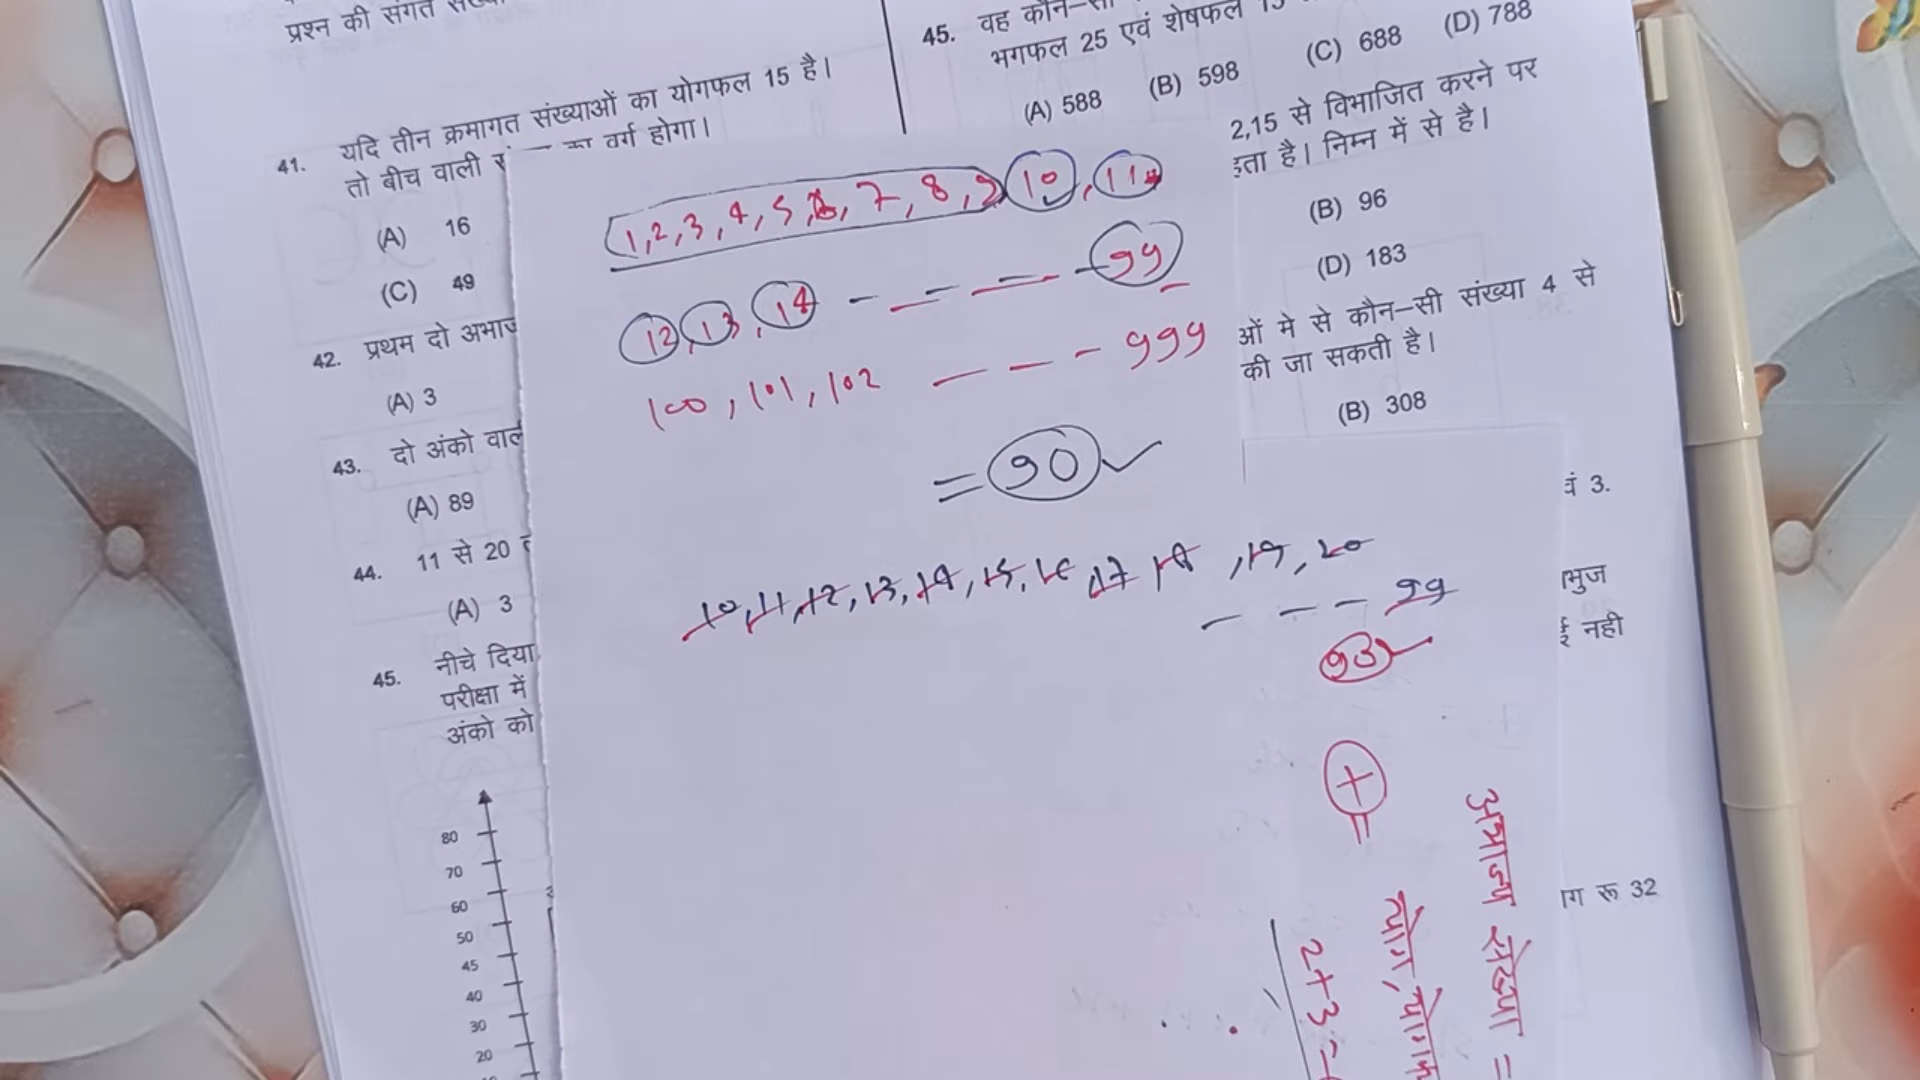 प्रश्न की संगत
41. यदि तीन क्रमागत संख्याओं का योगफल 15 है।
तो बीच वाली का वर्ग होगा।
(A) 16
(C) 49
42. प्रथम दो
(A) 3
43. दो अंको
(A) 89
44. 11 से 20
(A) 3
45. नीचे दिया
परीक्षा में
अंको को
80
70
60
50
45
40
30
20
45. वह कौन-सी
भगफल 25 एवं शेषफल
(A) 588 (B) 598 (C) 688 (D) 788
2,15 से विभाजित करने पर
है। निम्न में से है।
(B) 96
(D) 183
ओं मे से कौन-सी संख्या 4 से
की जा सकती है।
(B) 308
3.
नही
रू 32
1,2,3,4,5,6,7,8,9 10,11
12,13,14 - - - - 99
100,101,102 - - - 999
= 90 ✓
10,11,12,13,14,15,16,17 18,19,20
- - - 99
90
+
=
अभाज्य संख्या =
योग,
2+3=